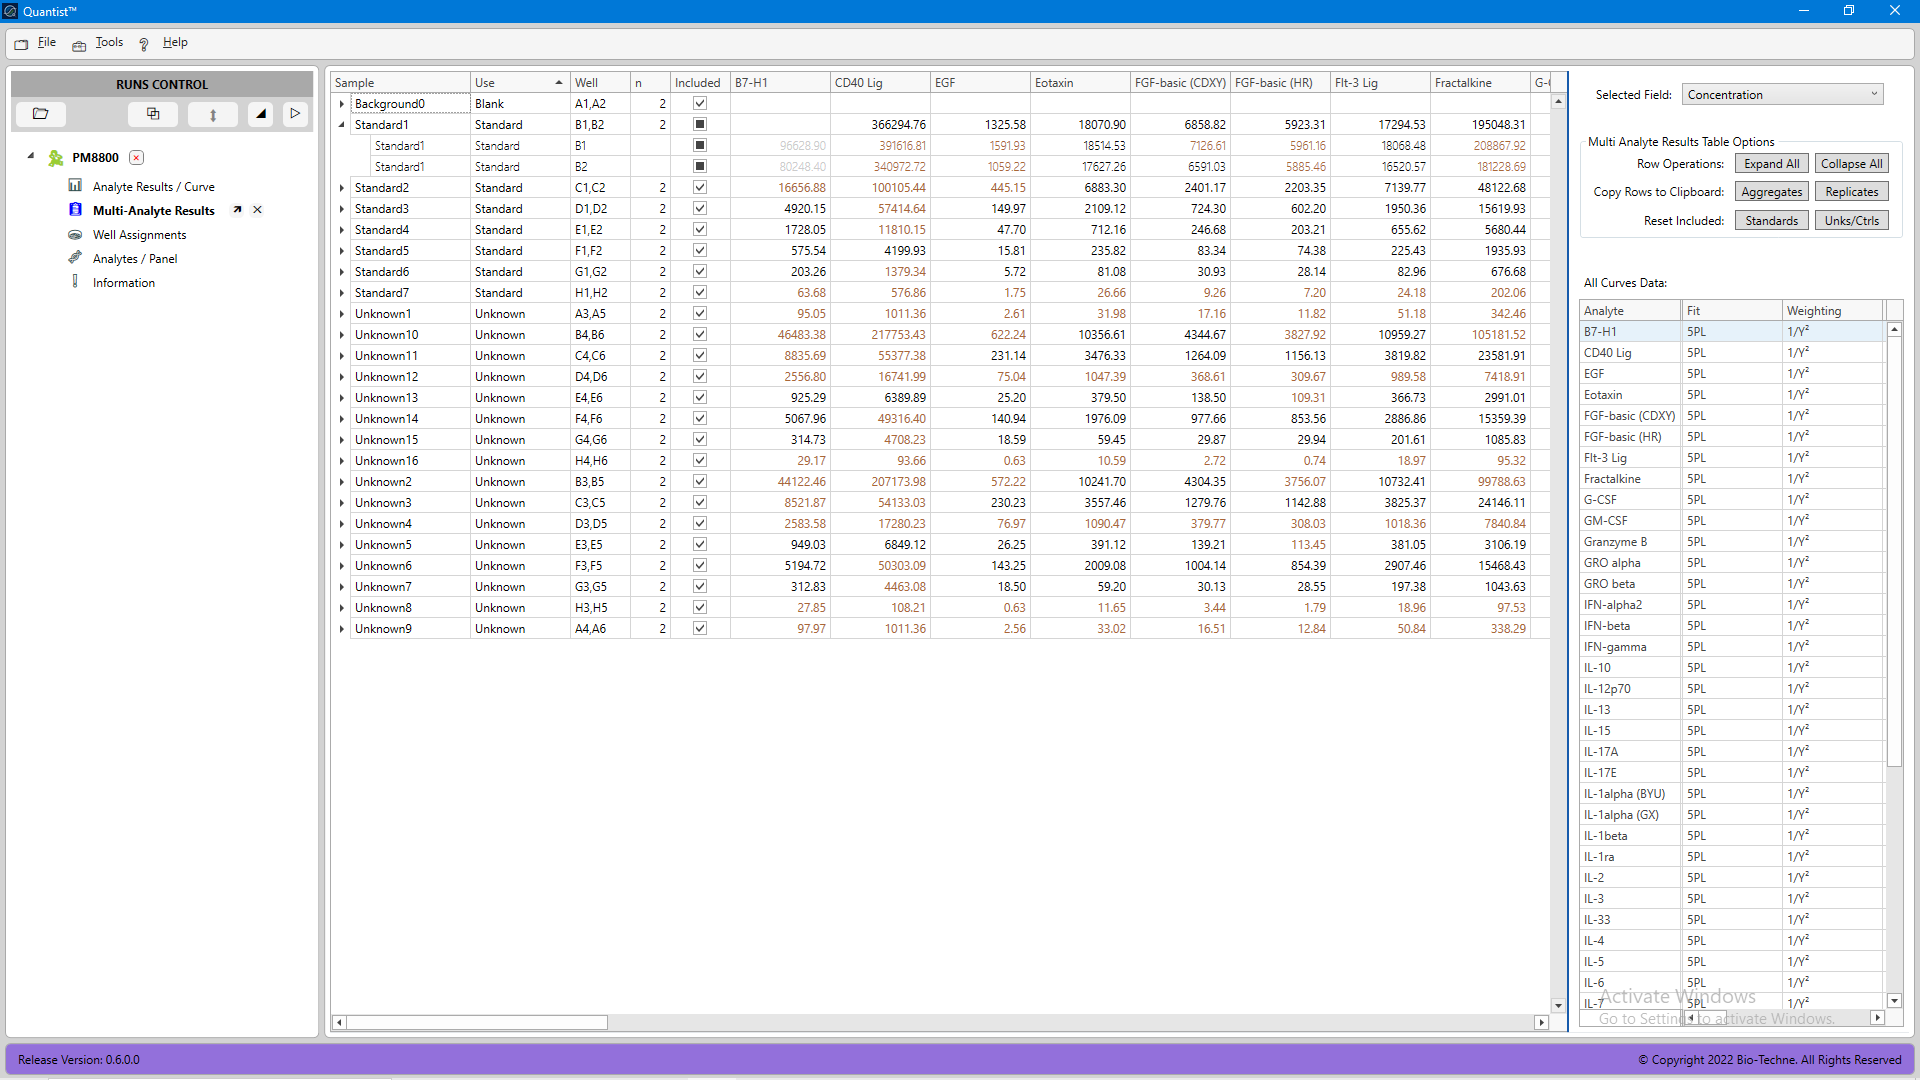 Quantist™
File Tools ? Help
RUNS CONTROL
PM8800
Analyte Results / Curve
Multi-Analyte Results
Well Assignments
Analytes / Panel
Information
Sample Use Well n Included B7-H1 CD40 Lig EGF Eotaxin FGF-basic (CDXY) FGF-basic (HR) Flt-3 Lig Fractalkine
Background0 Blank A1,A2 2
Standard1 Standard B1,B2 2 366294.76 1325.58 18070.90 6858.82 5923.31 17294.53 195048.31
Standard1 Standard B1 96628.90 391616.81 1591.93 18514.53 7126.61 5961.16 18068.48 208867.92
Standard1 Standard B2 80248.40 340972.72 1059.22 17627.26 6591.03 5885.46 16520.57 181228.69
Standard2 Standard C1,C2 2 16656.88 100105.44 445.15 6883.30 2401.17 2203.35 7139.77 48122.68
Standard3 Standard D1,D2 2 4920.15 57414.64 149.97 2109.12 724.30 602.20 1950.36 15619.93
Standard4 Standard E1,E2 2 1728.05 11810.15 47.70 712.16 246.68 203.21 655.62 5680.44
Standard5 Standard F1,F2 2 575.54 4199.93 15.81 235.82 83.34 74.38 225.43 1935.93
Standard6 Standard G1,G2 2 203.26 1379.34 5.72 81.08 30.93 28.14 82.96 676.68
Standard7 Standard H1,H2 2 63.68 576.86 1.75 26.66 9.26 7.20 24.18 202.06
Unknown1 Unknown A3,A5 2 95.05 1011.36 2.61 31.98 17.16 11.82 51.18 342.46
Unknown10 Unknown B4,B6 2 46483.38 217753.43 622.24 10356.61 4344.67 3827.92 10959.27 105181.52
Unknown11 Unknown C4,C6 2 8835.69 55377.38 231.14 3476.33 1264.09 1156.13 3819.82 23581.91
Unknown12 Unknown D4,D6 2 2556.80 16741.99 75.04 1047.39 368.61 309.67 989.58 7418.91
Unknown13 Unknown E4,E6 2 925.29 6389.89 25.20 379.50 138.50 109.31 366.73 2991.01
Unknown14 Unknown F4,F6 2 5067.96 49316.40 140.94 1976.09 977.66 853.56 2886.86 15359.39
Unknown15 Unknown G4,G6 2 314.73 4708.23 18.59 59.45 29.87 29.94 201.61 1085.83
Unknown16 Unknown H4,H6 2 29.17 93.66 0.63 10.59 2.72 0.74 18.97 95.32
Unknown2 Unknown B3,B5 2 44122.46 207173.98 572.22 10241.70 4304.35 3756.07 10732.41 99788.63
Unknown3 Unknown C3,C5 2 8521.87 54133.03 230.23 3557.46 1279.76 1142.88 3825.37 24146.11
Unknown4 Unknown D3,D5 2 2583.58 17280.23 76.97 1090.47 379.77 308.03 1018.36 7840.84
Unknown5 Unknown E3,E5 2 949.03 6849.12 26.25 391.12 139.21 113.45 381.05 3106.19
Unknown6 Unknown F3,F5 2 5194.72 50303.09 143.25 2009.08 1004.14 854.39 2907.46 15468.43
Unknown7 Unknown G3,G5 2 312.83 4463.08 18.50 59.20 30.13 28.55 197.38 1043.63
Unknown8 Unknown H3,H5 2 27.85 108.21 0.63 11.65 3.44 1.79 18.96 97.53
Unknown9 Unknown A4,A6 2 97.97 1011.36 2.56 33.02 16.51 12.84 50.84 338.29
Selected Field: Concentration
Multi Analyte Results Table Options
Row Operations: Expand All Collapse All
Copy Rows to Clipboard: Aggregates Replicates
Reset Included: Standards Unks/Ctrls
All Curves Data:
Analyte Fit Weighting
B7-H1 5PL 1/Y²
CD40 Lig 5PL 1/Y²
EGF 5PL 1/Y²
Eotaxin 5PL 1/Y²
FGF-basic (CDXY) 5PL 1/Y²
FGF-basic (HR) 5PL 1/Y²
Flt-3 Lig 5PL 1/Y²
Fractalkine 5PL 1/Y²
G-CSF 5PL 1/Y²
GM-CSF 5PL 1/Y²
Granzyme B 5PL 1/Y²
GRO alpha 5PL 1/Y²
GRO beta 5PL 1/Y²
IFN-alpha2 5PL 1/Y²
IFN-beta 5PL 1/Y²
IFN-gamma 5PL 1/Y²
IL-10 5PL 1/Y²
IL-12p70 5PL 1/Y²
IL-13 5PL 1/Y²
IL-15 5PL 1/Y²
IL-17A 5PL 1/Y²
IL-17E 5PL 1/Y²
IL-1alpha (BYU) 5PL 1/Y²
IL-1alpha (GX) 5PL 1/Y²
IL-1beta 5PL 1/Y²
IL-1ra 5PL 1/Y²
IL-2 5PL 1/Y²
IL-3 5PL 1/Y²
IL-33 5PL 1/Y²
IL-4 5PL 1/Y²
IL-5 5PL 1/Y²
IL-6 5PL 1/Y²
IL-7 5PL 1/Y²
Activate Windows
Go to Settings to activate Windows.
Release Version: 0.6.0.0
© Copyright 2022 Bio-Techne. All Rights Reserved